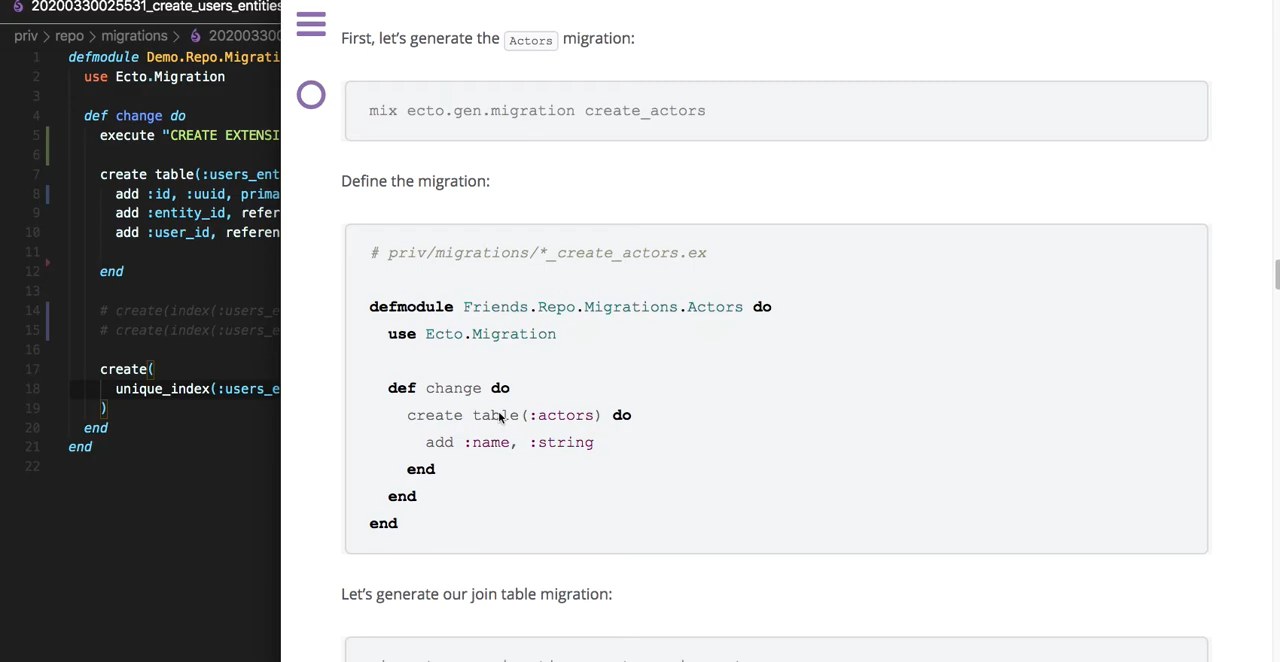 20200330025531_create_users_entities
priv > repo > migrations > 20200330
1 defmodule Demo.Repo.Migrati
2 use Ecto.Migration
3
4 def change do
5 execute "CREATE EXTENSI
6
7 create table(:users_ent
8 add :id, :uuid, prima
9 add :entity_id, refer
10 add :user_id, referen
11
12 end
13
14 # create(index(:users_e
15 # create(index(:users_e
16
17 create(
18 unique_index(:users_e
19 )
20 end
21 end
22
First, let's generate the Actors migration:
mix ecto.gen.migration create_actors
Define the migration:
# priv/migrations/*_create_actors.ex
defmodule Friends.Repo.Migrations.Actors do
use Ecto.Migration
def change do
create table(:actors) do
add :name, :string
end
end
end
Let's generate our join table migration: